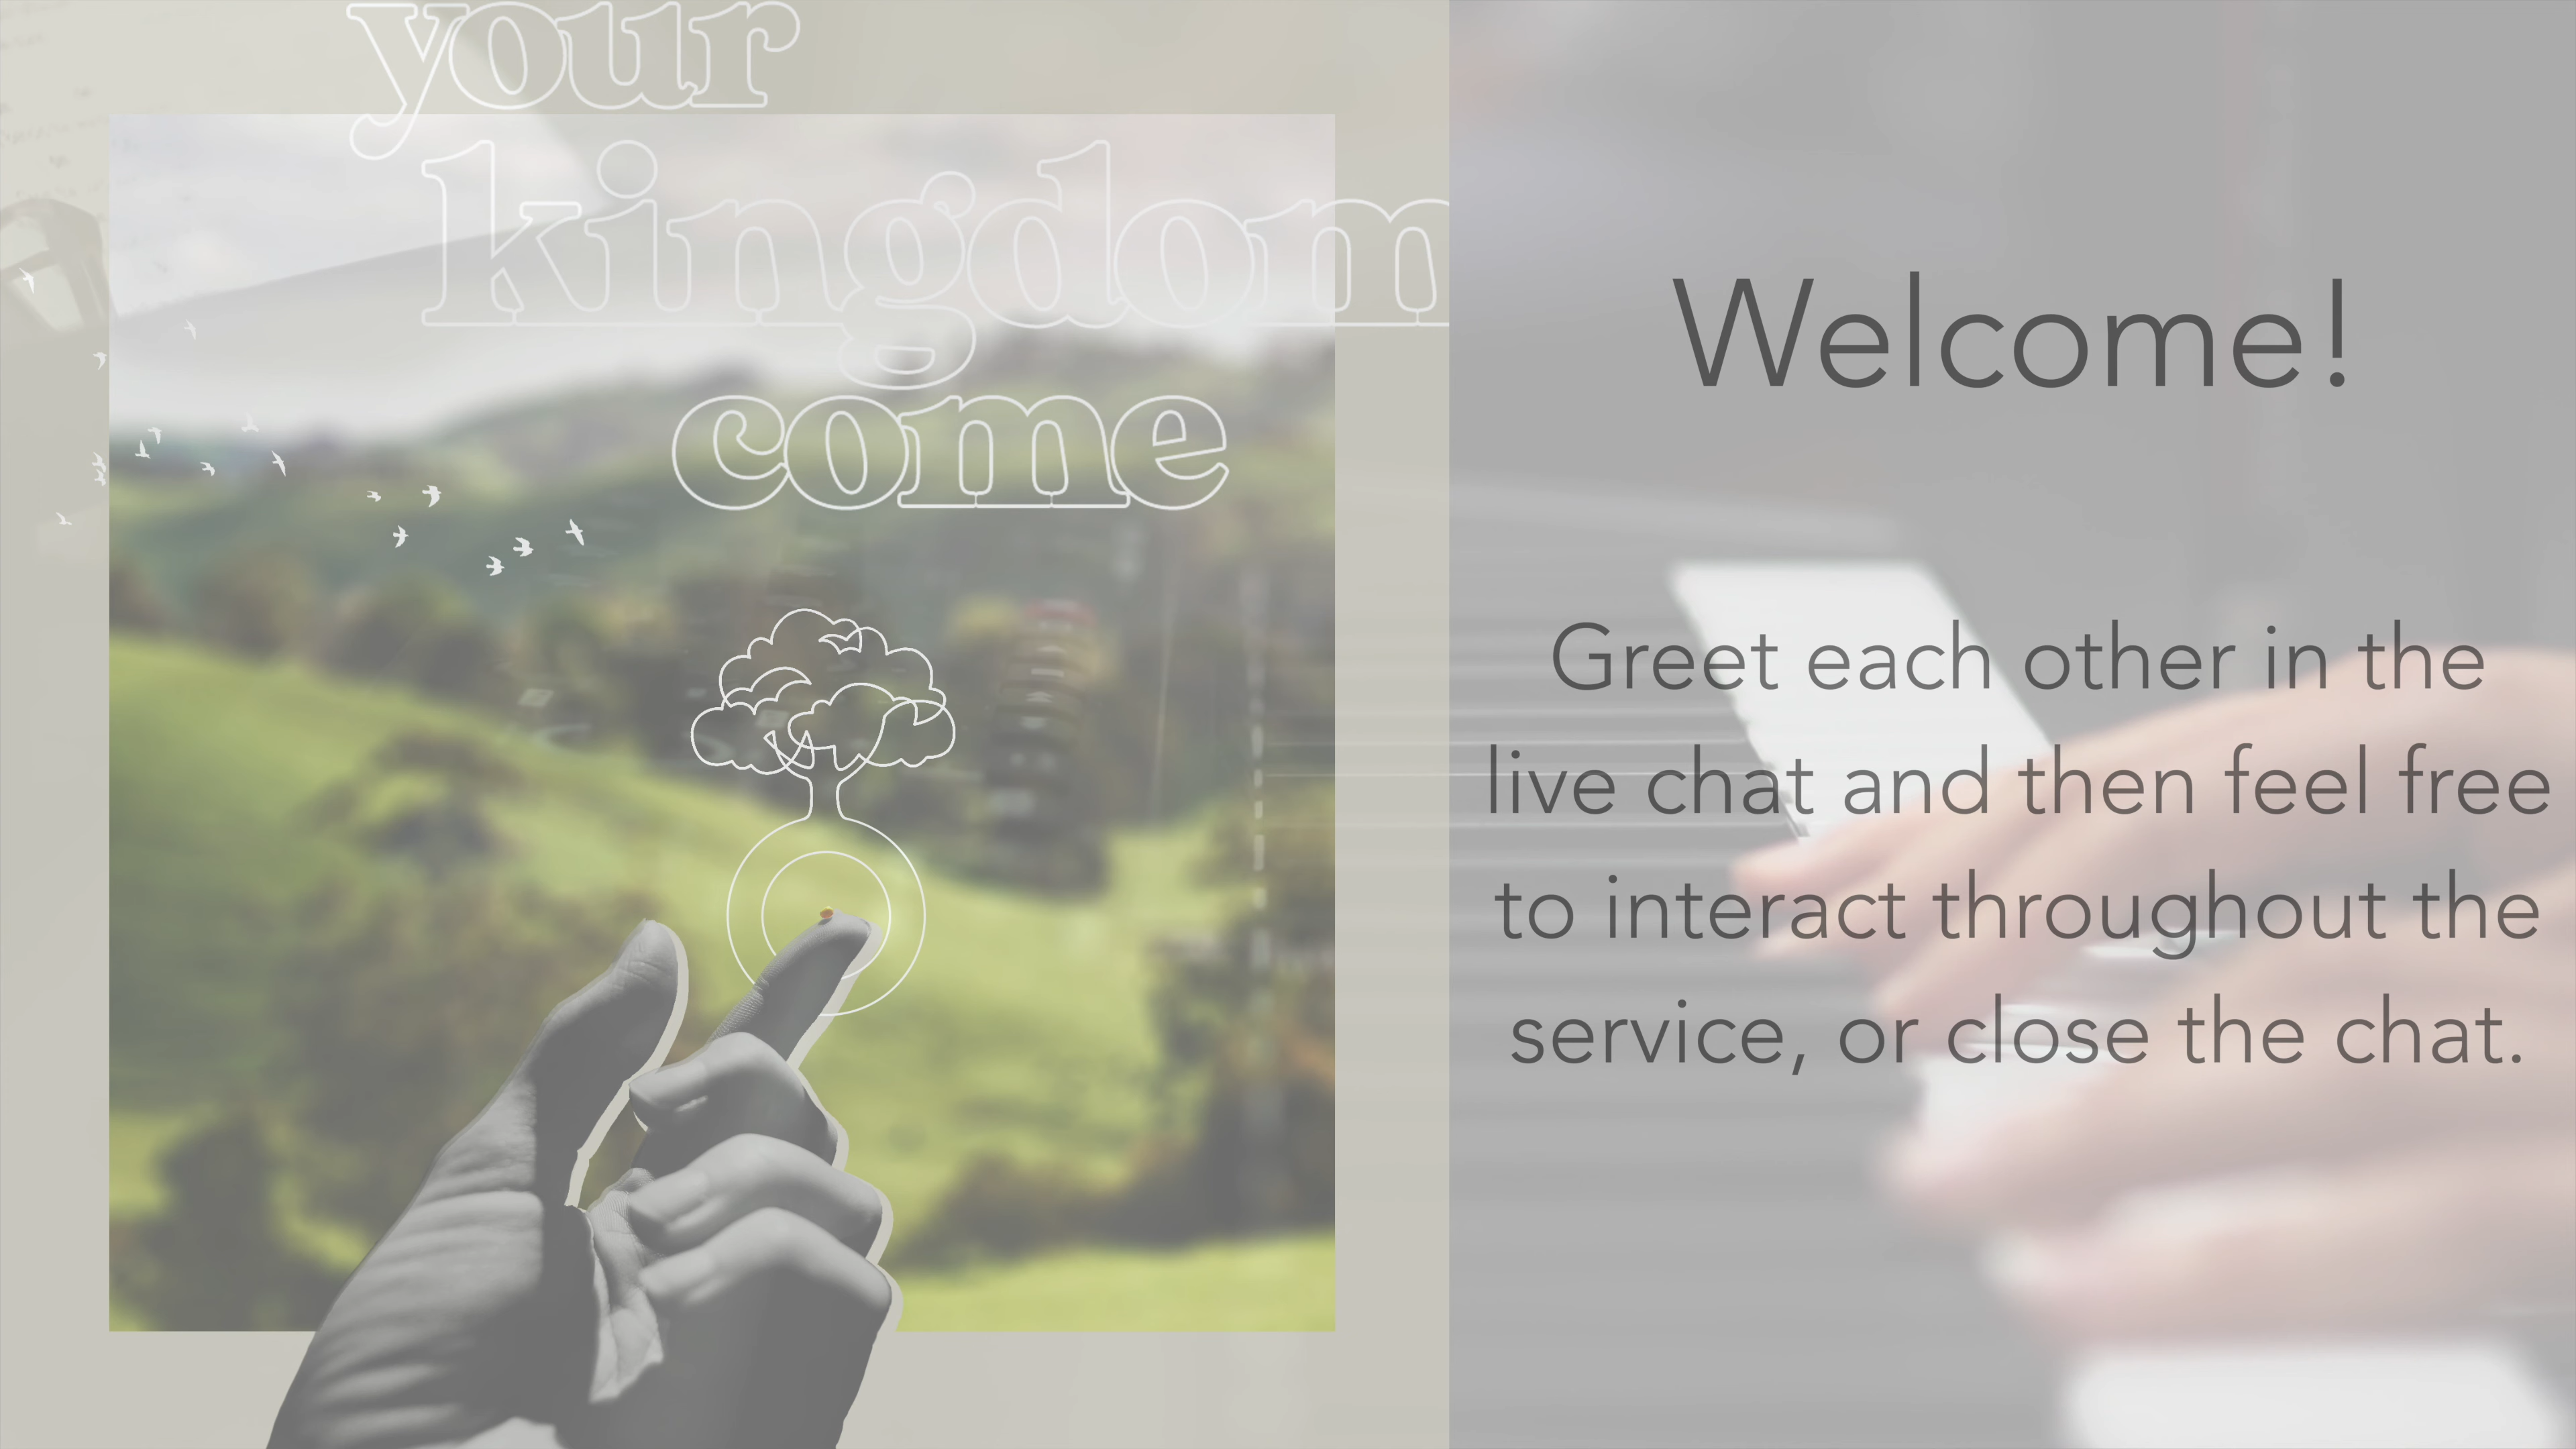 your
kingdom
come
Welcome!
Greet each other in the
live chat and then feel free
to interact throughout the
service, or close the chat.